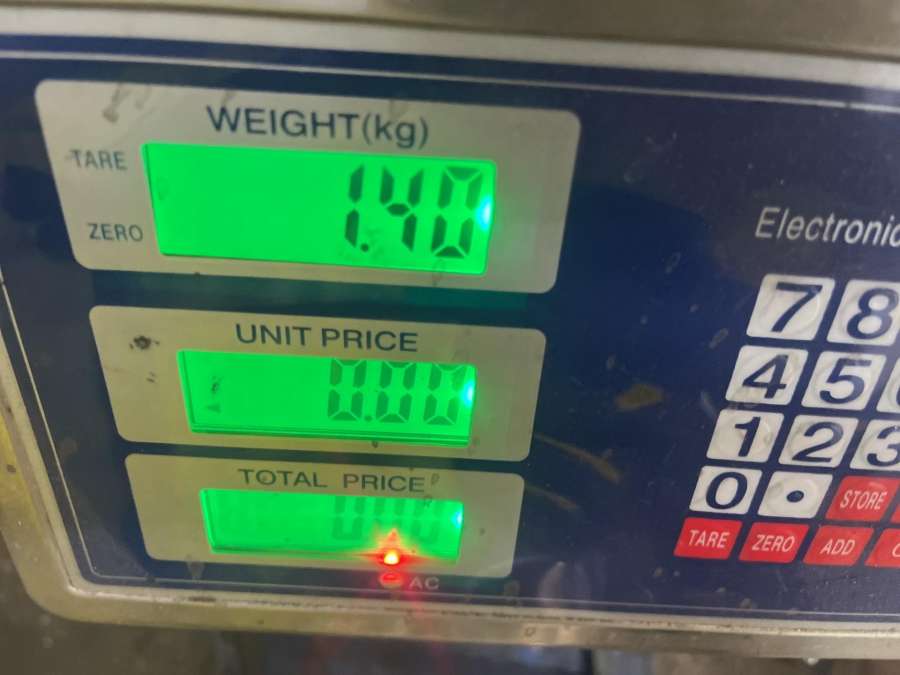 WEIGHT(kg)
TARE
1.40
ZERO
UNIT PRICE
0.00
TOTAL PRICE
AC
Electronic
7 8
4 5
1 2 3
0 .
STORE
TARE ZERO ADD